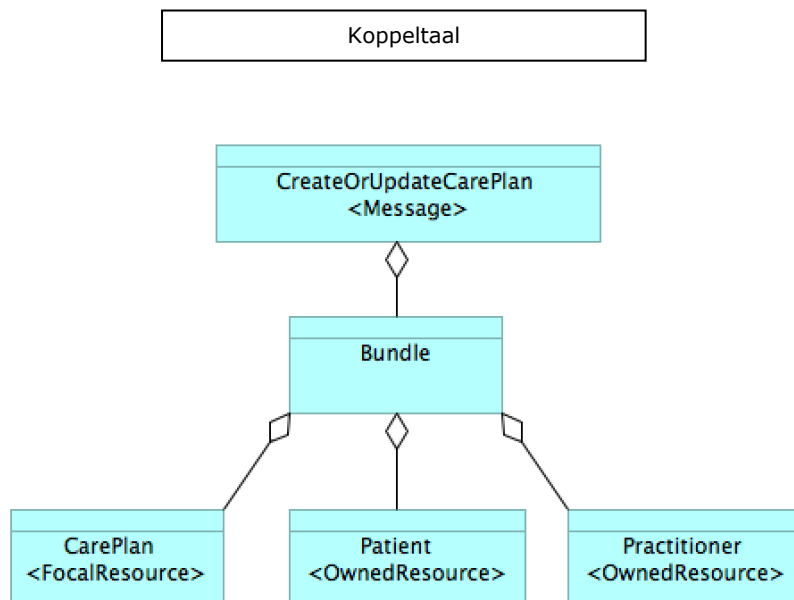 Koppeltaal
CreateOrUpdateCarePlan
<Message>
Bundle
CarePlan
<FocalResource>
Patient
<OwnedResource>
Practitioner
<OwnedResource>